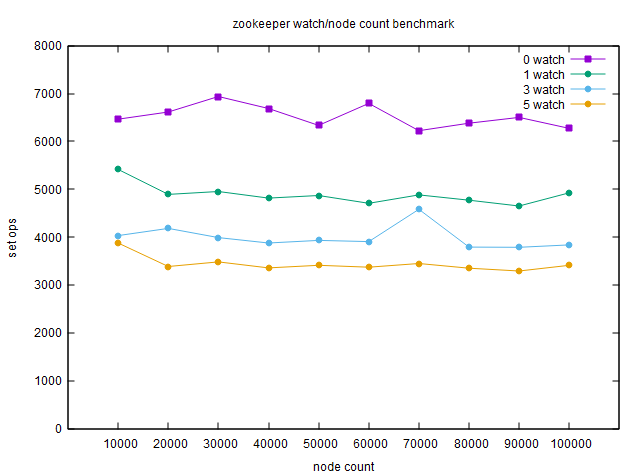 zookeeper watch/node count benchmark
8000
7000
6000
5000
4000
3000
2000
1000
0
set ops
0 watch
1 watch
3 watch
5 watch
10000 20000 30000 40000 50000 60000 70000 80000 90000 100000
node count